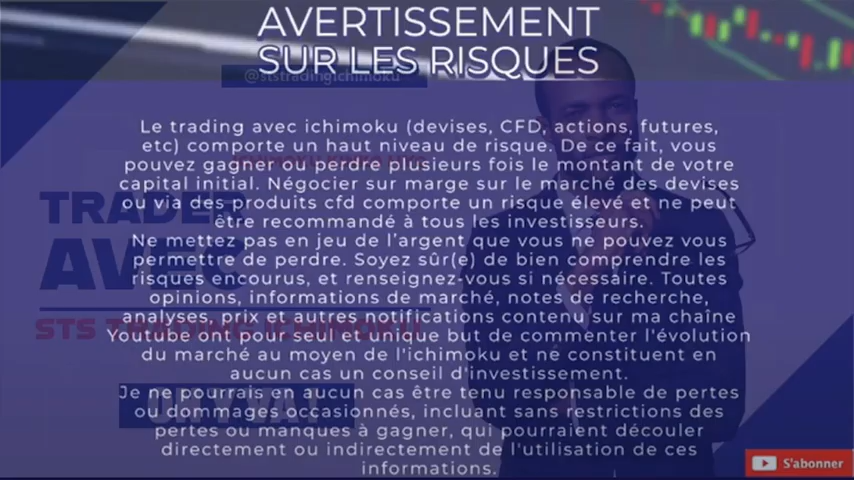 AVERTISSEMENT
SUR LES RISQUES
@ststradingichimoku
Le trading avec ichimoku (devises, CFD, actions, futures,
etc) comporte un haut niveau de risque. De ce fait, vous
pouvez gagner ou perdre plusieurs fois le montant de votre
capital initial. Négocier sur marge sur le marché des devises
ou via des produits cfd comporte un risque élevé et ne peut
être recommandé à tous les investisseurs.
Ne mettez pas en jeu de l'argent que vous ne pouvez vous
permettre de perdre. Soyez sûr(e) de bien comprendre les
risques encourus, et renseignez-vous si nécessaire. Toutes
opinions, informations de marché, notes de recherche,
analyses, prix et autres notifications contenu sur ma chaîne
Youtube ont pour seul et unique but de commenter l'évolution
du marché au moyen de l'ichimoku et ne constituent en
aucun cas un conseil d'investissement.
Je ne pourrais en aucun cas être tenu responsable de pertes
ou dommages occasionnés, incluant sans restrictions des
pertes ou manques à gagner, qui pourraient découler
directement ou indirectement de l'utilisation de ces
informations.
TRADER
AVEC
STS TRADING ICHIMOKU
S'abonner